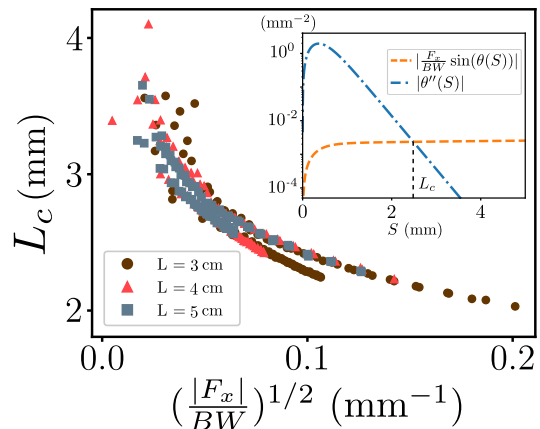 (mm⁻²)
4
3
2
L_c (mm)
10⁰
10⁻²
10⁻⁴
|F_x/BW sin(θ(S))|
|θ''(S)|
L_c
0
2
4
S (mm)
L = 3 cm
L = 4 cm
L = 5 cm
0.0
0.1
0.2
(|F_x|/BW)^{1/2} (mm⁻¹)